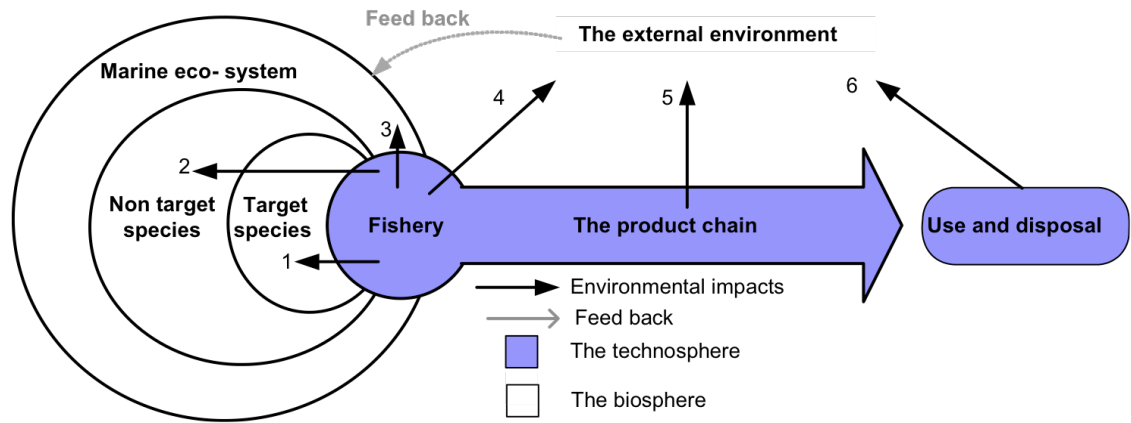 Feed back
The external environment
Marine eco- system
4
5
6
3
2
Non target
species
Target
species
Fishery
The product chain
Use and disposal
1
Environmental impacts
Feed back
The technosphere
The biosphere